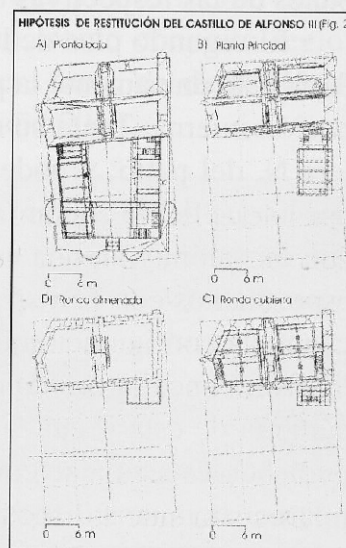 HIPÓTESIS DE RESTITUCIÓN DEL CASTILLO DE ALFONSO III (Fig. 2
A) Planta baja
B) Planta Principal
0 6 m
0 6 m
D) Ronda almenada
C) Ronda cubierta
0 6 m
0 6 m